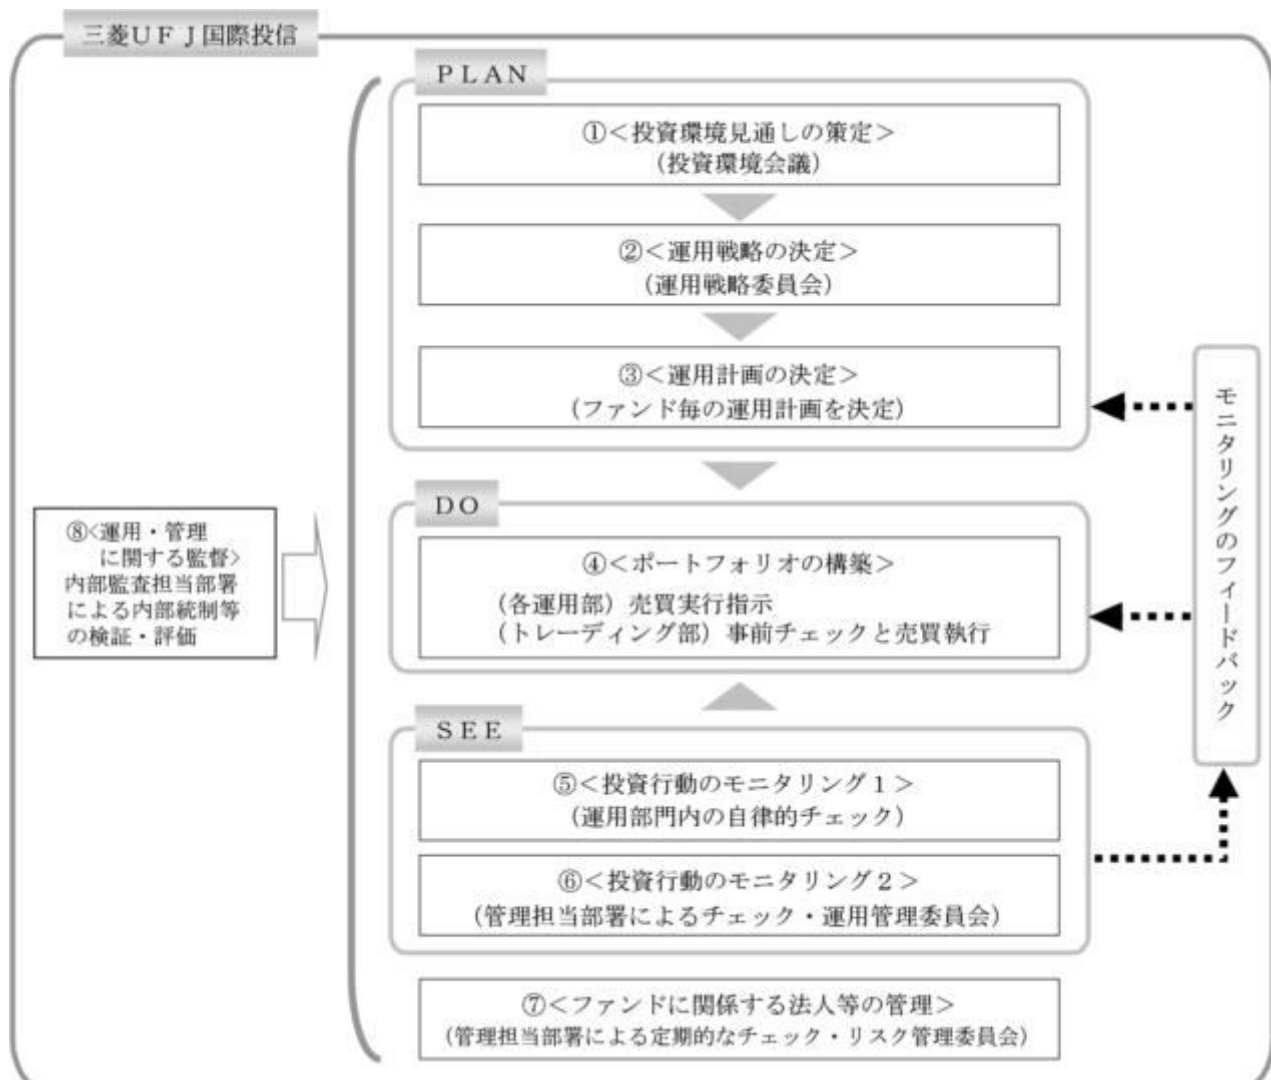 三菱ＵＦＪ国際投信
ＰＬＡＮ
①＜投資環境見通しの策定＞
（投資環境会議）
②＜運用戦略の決定＞
（運用戦略委員会）
③＜運用計画の決定＞
（ファンド毎の運用計画を決定）
ＤＯ
④＜ポートフォリオの構築＞
（各運用部）売買実行指示
（トレーディング部）事前チェックと売買執行
ＳＥＥ
⑤＜投資行動のモニタリング１＞
（運用部門内の自律的チェック）
⑥＜投資行動のモニタリング２＞
（管理担当部署によるチェック・運用管理委員会）
⑦＜ファンドに関係する法人等の管理＞
（管理担当部署による定期的なチェック・リスク管理委員会）
⑧<運用・管理
に関する監督>
内部監査担当部署
による内部統制等
の検証・評価
モニタリングのフィードバック